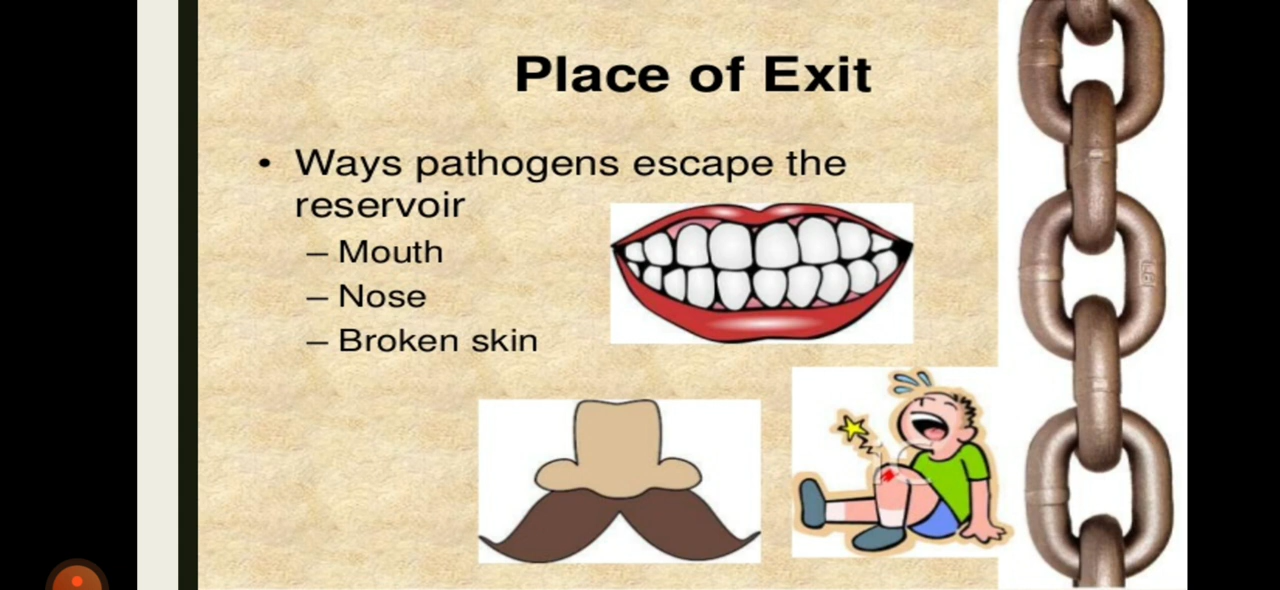 Place of Exit
• Ways pathogens escape the
reservoir
– Mouth
– Nose
– Broken skin